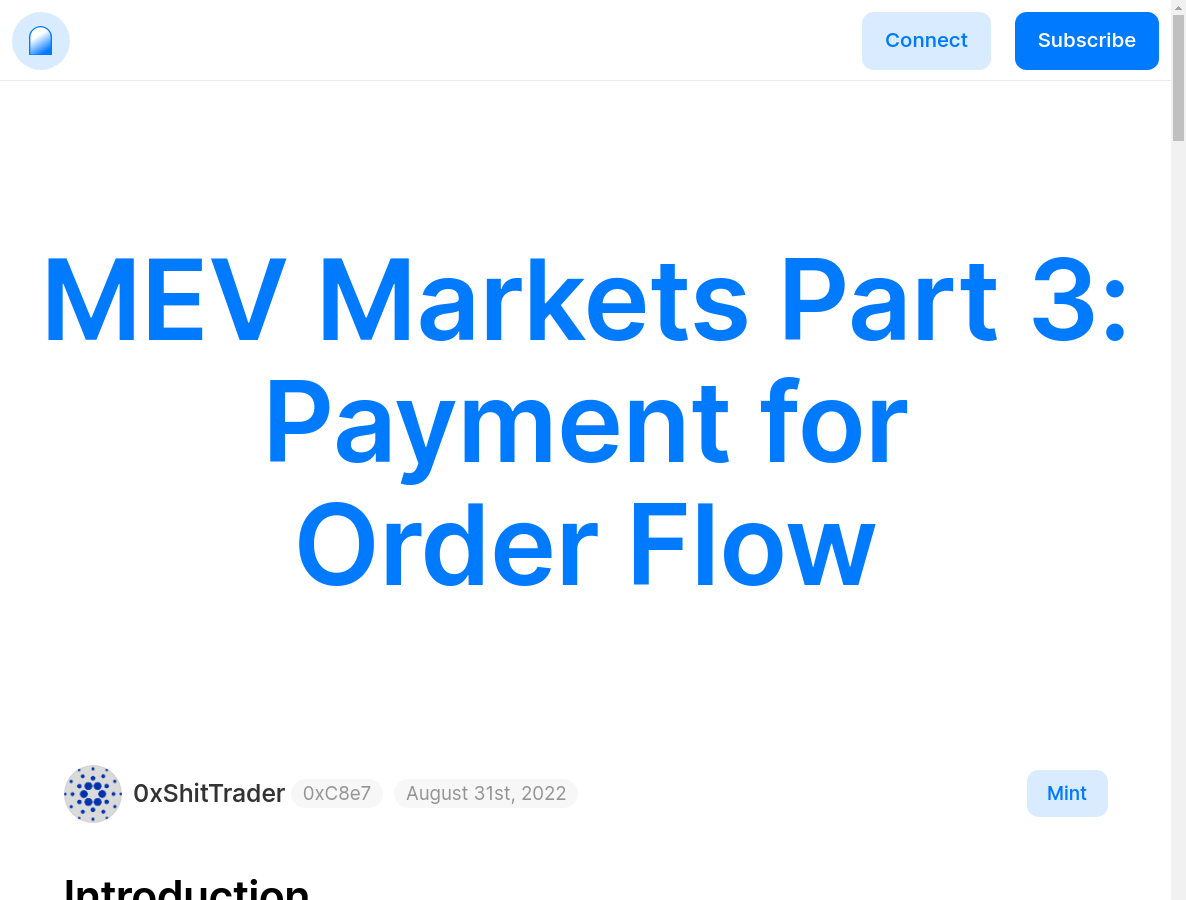 Connect
Subscribe
MEV Markets Part 3:
Payment for
Order Flow
0xShitTrader 0xC8e7 August 31st, 2022
Mint
Introduction